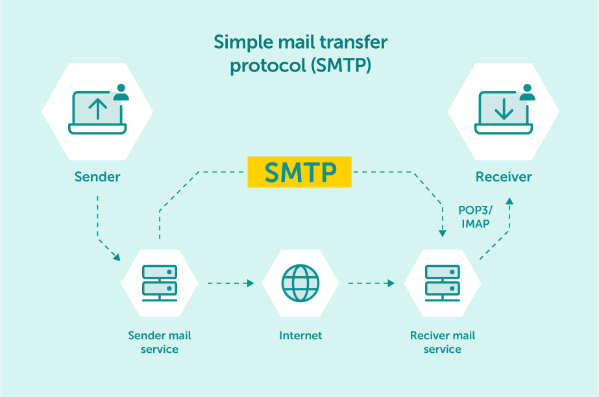 Simple mail transfer
protocol (SMTP)
Sender
SMTP
Receiver
POP3/
IMAP
Sender mail
service
Internet
Reciver mail
service